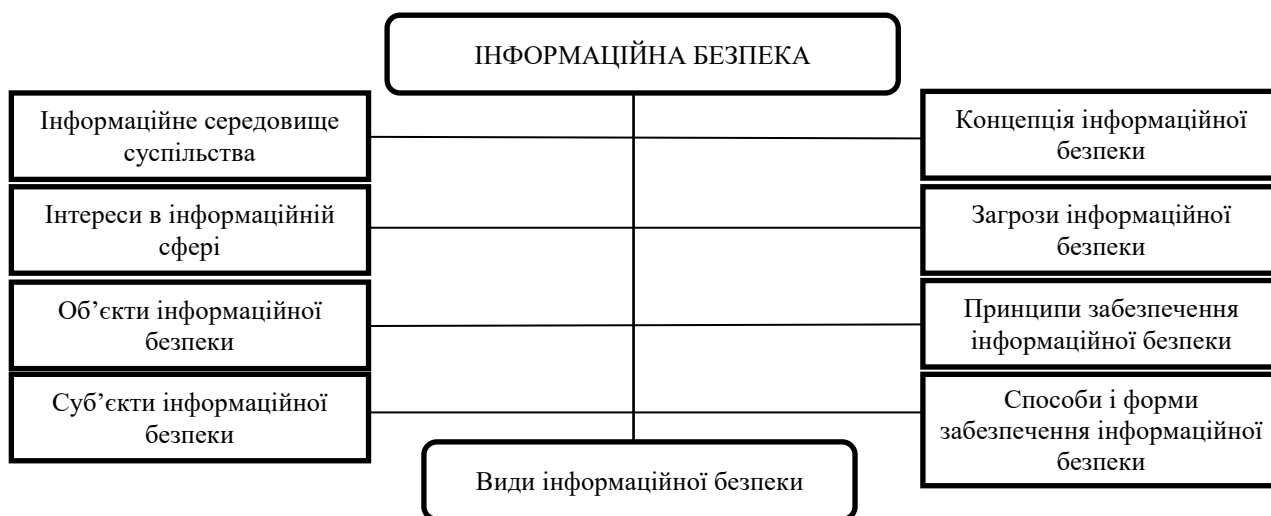 ІНФОРМАЦІЙНА БЕЗПЕКА
Інформаційне середовище
суспільства
Інтереси в інформаційній
сфері
Об’єкти інформаційної
безпеки
Суб’єкти інформаційної
безпеки
Концепція інформаційної
безпеки
Загрози інформаційної
безпеки
Принципи забезпечення
інформаційної безпеки
Способи і форми
забезпечення інформаційної
безпеки
Види інформаційної безпеки